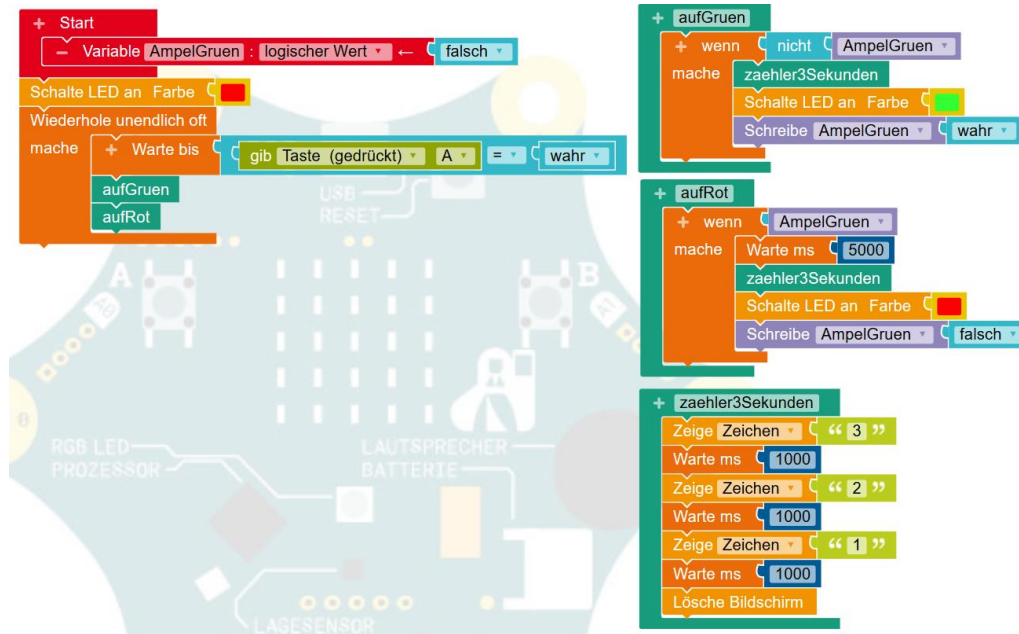 + Start
− Variable AmpelGruen : logischer Wert ← falsch
Schalte LED an Farbe
Wiederhole unendlich oft
mache + Warte bis gib Taste (gedrückt) A = wahr
aufGruen
aufRot
+ aufGruen
+ wenn nicht AmpelGruen
mache zaehler3Sekunden
Schalte LED an Farbe
Schreibe AmpelGruen wahr
+ aufRot
+ wenn AmpelGruen
mache Warte ms 5000
zaehler3Sekunden
Schalte LED an Farbe
Schreibe AmpelGruen falsch
+ zaehler3Sekunden
Zeige Zeichen “ 3 ”
Warte ms 1000
Zeige Zeichen “ 2 ”
Warte ms 1000
Zeige Zeichen “ 1 ”
Warte ms 1000
Lösche Bildschirm
USB
RESET
A
B
A0
A1
0
RGB LED
PROZESSOR
LAUTSPRECHER
BATTERIE
LAGESENSOR